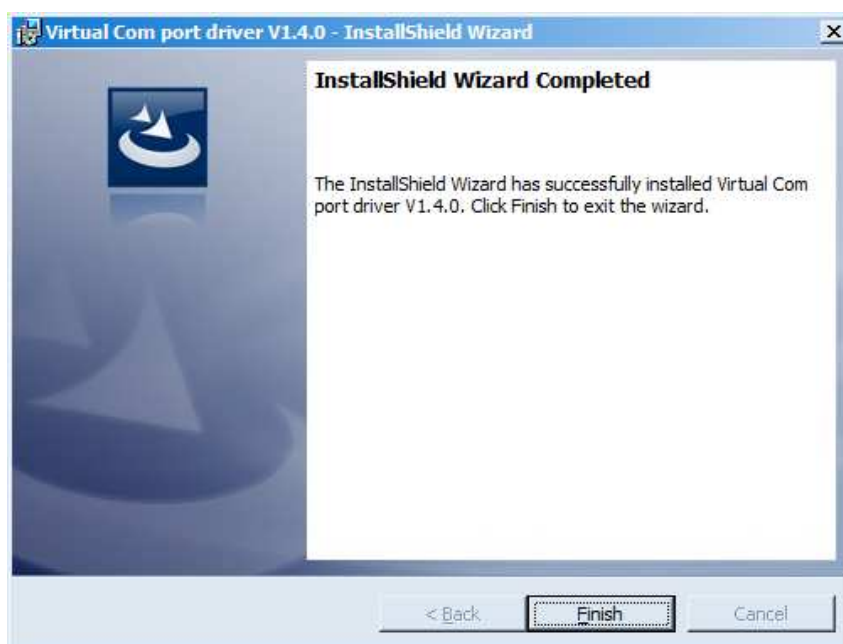 Virtual Com port driver V1.4.0 - InstallShield Wizard
InstallShield Wizard Completed
The InstallShield Wizard has successfully installed Virtual Com
port driver V1.4.0. Click Finish to exit the wizard.
< Back
Finish
Cancel